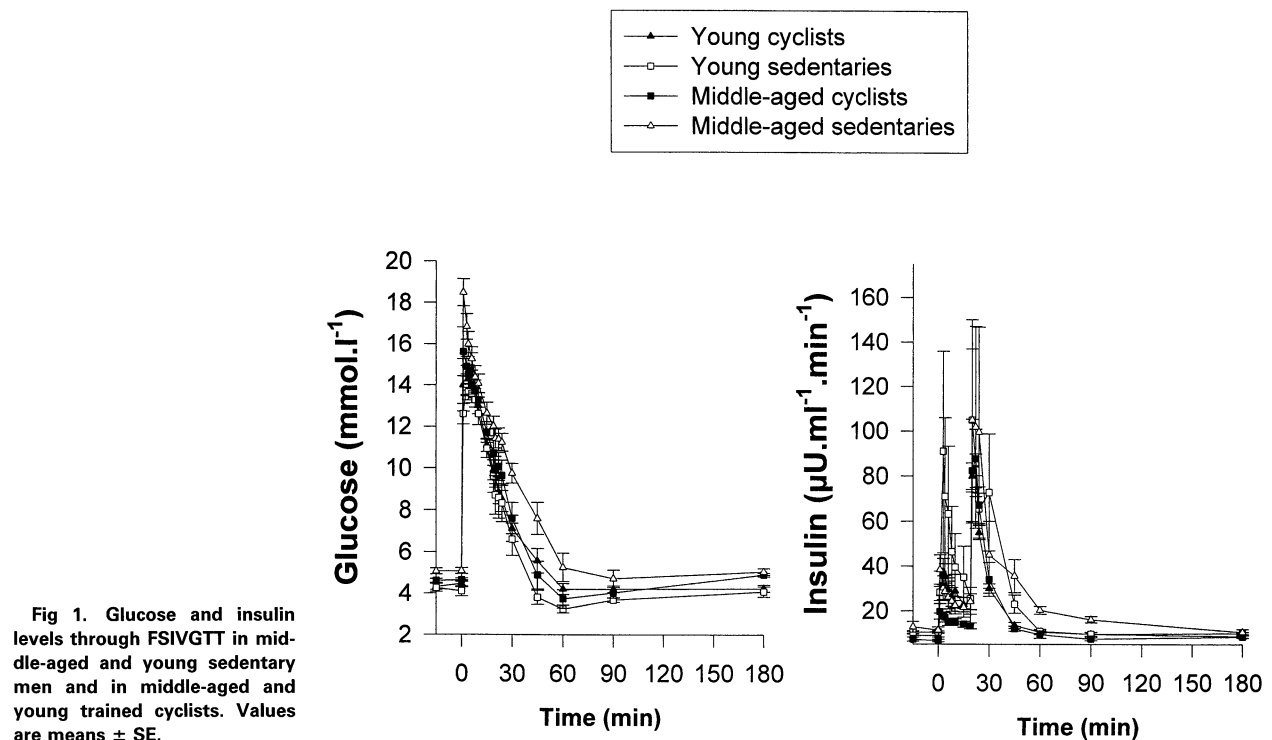 Young cyclists
Young sedentaries
Middle-aged cyclists
Middle-aged sedentaries
20
18
16
14
12
10
8
6
4
2
Glucose (mmol.l-1)
0 30 60 90 120 150 180
Time (min)
160
140
120
100
80
60
40
20
Insulin (µU.ml-1.min-1)
0 30 60 90 120 150 180
Time (min)
Fig 1. Glucose and insulin
levels through FSIVGTT in mid-
dle-aged and young sedentary
men and in middle-aged and
young trained cyclists. Values
are means ± SE.